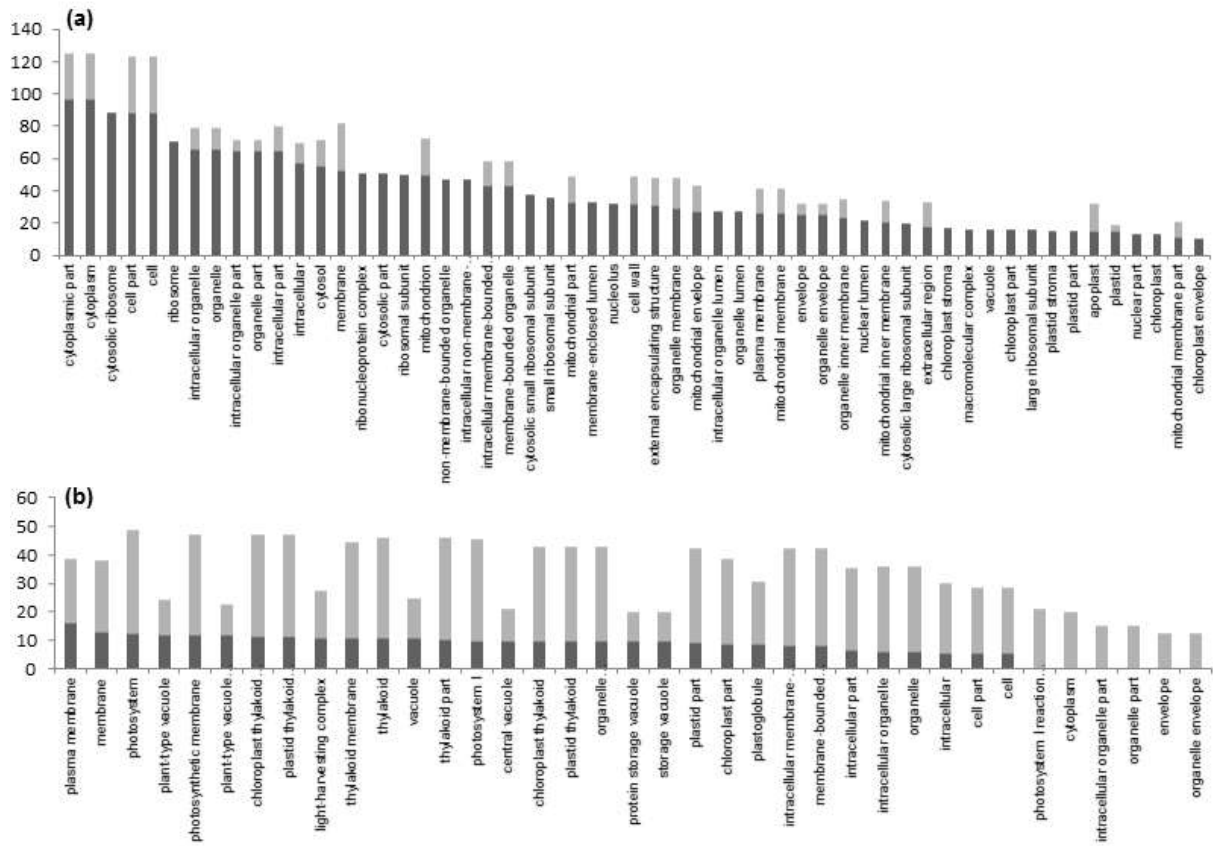 (a)
140
120
100
80
60
40
20
0
cytoplasmic part
cytoplasm
cytosolic ribosome
cell part
cell
ribosome
intracellular organelle
organelle
intracellular organelle part
organelle part
intracellular part
intracellular
cytosol
membrane
ribonucleoprotein complex
cytosolic part
ribosomal subunit
mitochondrion
non-membrane-bounded organelle
intracellular non-membrane-…
intracellular membrane-bounded…
membrane-bounded organelle
cytosolic small ribosomal subunit
small ribosomal subunit
mitochondrial part
membrane-enclosed lumen
nucleolus
cell wall
external encapsulating structure
organelle membrane
mitochondrial envelope
intracellular organelle lumen
organelle lumen
plasma membrane
mitochondrial membrane
envelope
organelle envelope
organelle inner membrane
nuclear lumen
mitochondrial inner membrane
cytosolic large ribosomal subunit
extracellular region
chloroplast stroma
macromolecular complex
vacuole
chloroplast part
large ribosomal subunit
plastid stroma
plastid part
apoplast
plastid
nuclear part
chloroplast
mitochondrial membrane part
chloroplast envelope
(b)
60
50
40
30
20
10
0
plasma membrane
membrane
photosystem
plant-type vacuole
photosynthetic membrane
plant-type vacuole…
chloroplast thylakoid…
plastid thylakoid…
light-harvesting complex
thylakoid membrane
thylakoid
vacuole
thylakoid part
photosystem I
central vacuole
chloroplast thylakoid
plastid thylakoid
organelle…
protein storage vacuole
storage vacuole
plastid part
chloroplast part
plastoglobule
intracellular membrane-…
membrane-bounded…
intracellular part
intracellular organelle
organelle
intracellular
cell part
cell
photosystem I reaction…
cytoplasm
intracellular organelle part
organelle part
envelope
organelle envelope